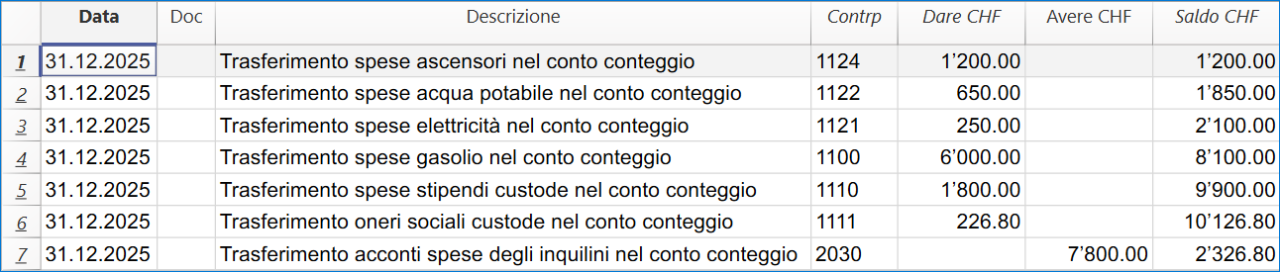 Data Doc Descrizione Contrp Dare CHF Avere CHF Saldo CHF
1 31.12.2025 Trasferimento spese ascensori nel conto conteggio 1124 1’200.00 1’200.00
2 31.12.2025 Trasferimento spese acqua potabile nel conto conteggio 1122 650.00 1’850.00
3 31.12.2025 Trasferimento spese elettricità nel conto conteggio 1121 250.00 2’100.00
4 31.12.2025 Trasferimento spese gasolio nel conto conteggio 1100 6’000.00 8’100.00
5 31.12.2025 Trasferimento spese stipendi custode nel conto conteggio 1110 1’800.00 9’900.00
6 31.12.2025 Trasferimento oneri sociali custode nel conto conteggio 1111 226.80 10’126.80
7 31.12.2025 Trasferimento acconti spese degli inquilini nel conto conteggio 2030 7’800.00 2’326.80